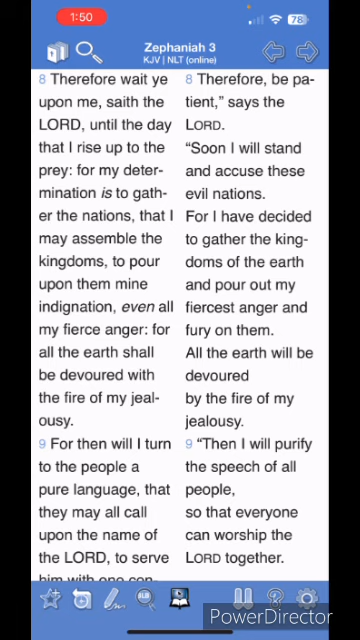 1:50
78
Zephaniah 3
KJV | NLT (online)
8 Therefore wait ye
upon me, saith the
LORD, until the day
that I rise up to the
prey: for my deter-
mination is to gath-
er the nations, that I
may assemble the
kingdoms, to pour
upon them mine
indignation, even all
my fierce anger: for
all the earth shall
be devoured with
the fire of my jeal-
ousy.
9 For then will I turn
to the people a
pure language, that
they may all call
upon the name of
the LORD, to serve
him with one con-
8 Therefore, be pa-
tient,” says the
LORD.
“Soon I will stand
and accuse these
evil nations.
For I have decided
to gather the king-
doms of the earth
and pour out my
fiercest anger and
fury on them.
All the earth will be
devoured
by the fire of my
jealousy.
9 “Then I will purify
the speech of all
people,
so that everyone
can worship the
LORD together.
PowerDirector